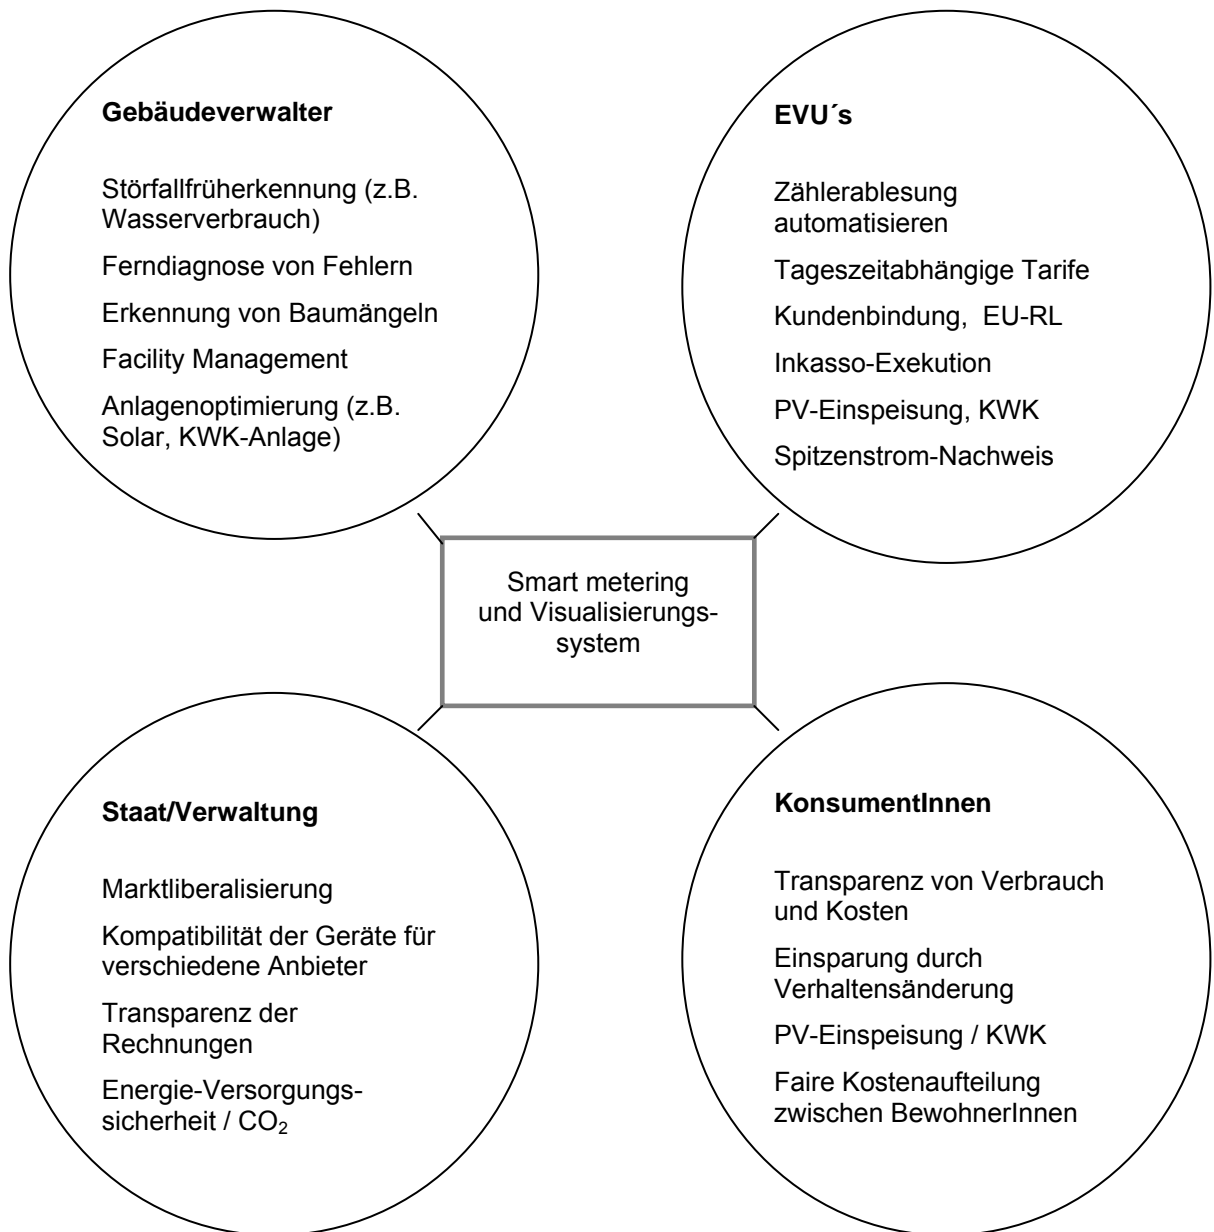 Gebäudeverwalter
Störfallfrüherkennung (z.B.
Wasserverbrauch)
Ferndiagnose von Fehlern
Erkennung von Baumängeln
Facility Management
Anlagenoptimierung (z.B.
Solar, KWK-Anlage)
EVU´s
Zählerablesung
automatisieren
Tageszeitabhängige Tarife
Kundenbindung,  EU-RL
Inkasso-Exekution
PV-Einspeisung, KWK
Spitzenstrom-Nachweis
Smart metering
und Visualisierungs-
system
Staat/Verwaltung
Marktliberalisierung
Kompatibilität der Geräte für
verschiedene Anbieter
Transparenz der
Rechnungen
Energie-Versorgungs-
sicherheit / CO₂
KonsumentInnen
Transparenz von Verbrauch
und Kosten
Einsparung durch
Verhaltensänderung
PV-Einspeisung / KWK
Faire Kostenaufteilung
zwischen BewohnerInnen